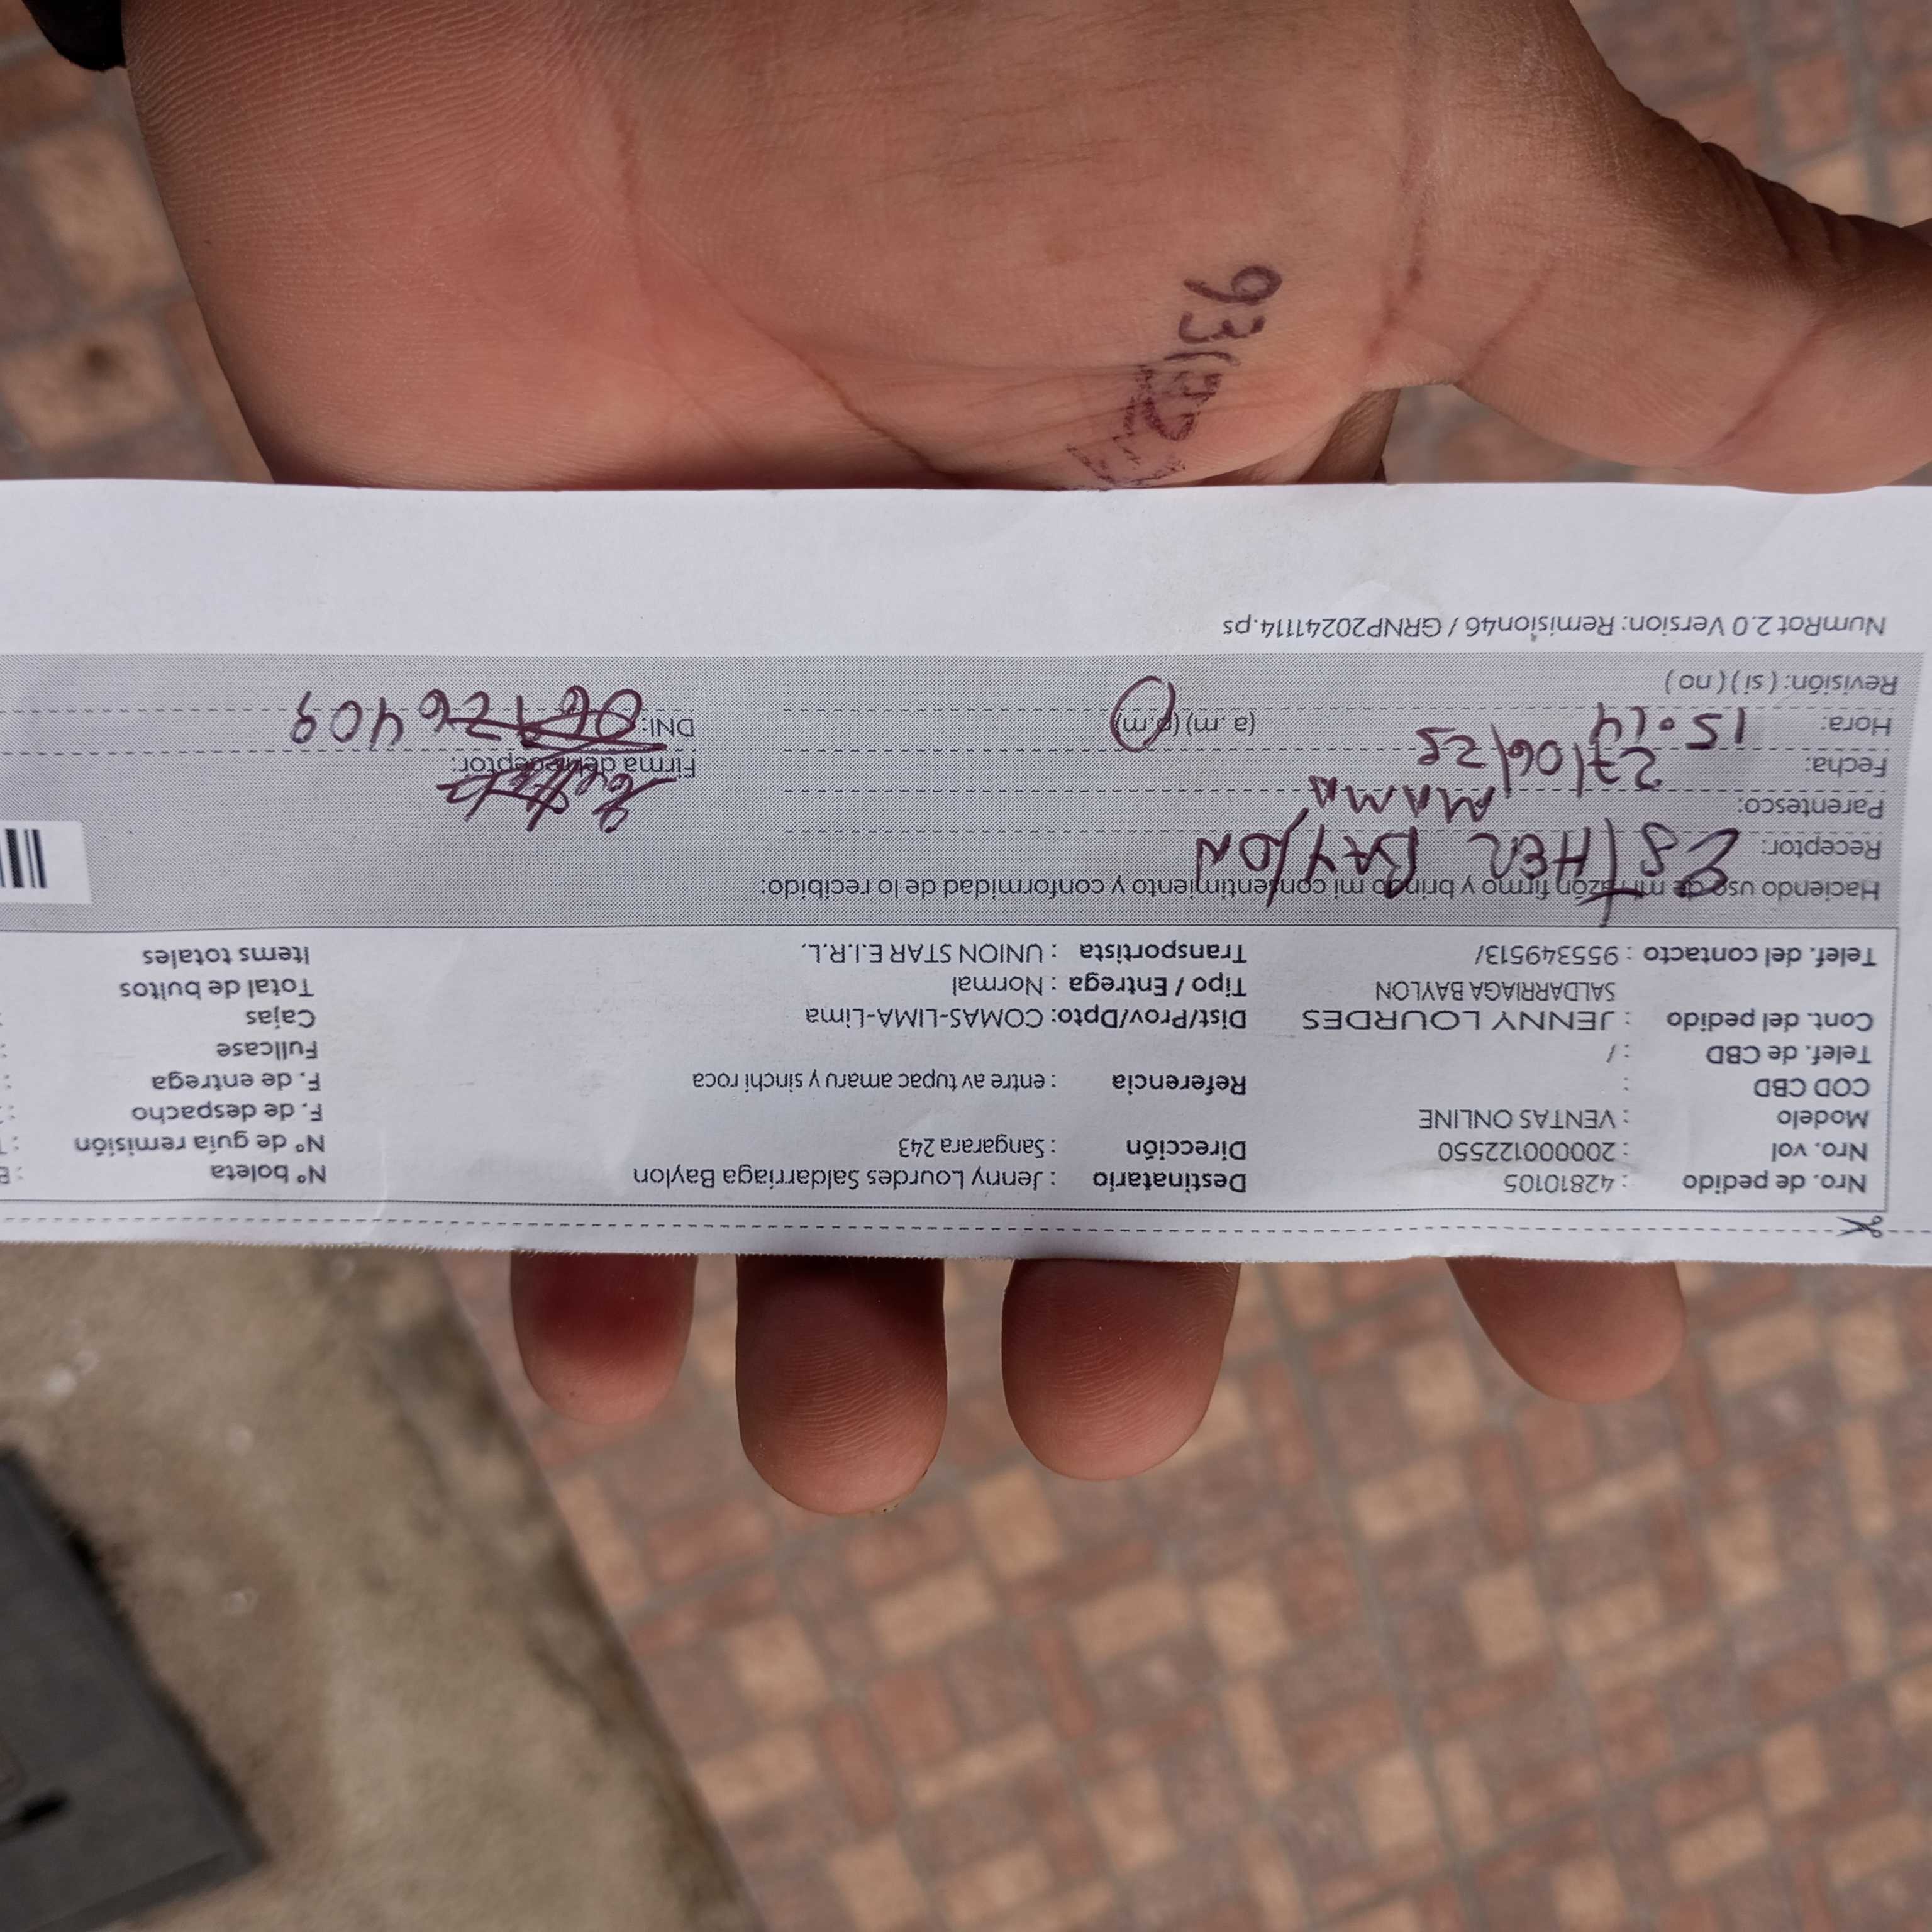 Nro. de pedido : 42810105
Nro. vol : 200000122550
Modelo : VENTAS ONLINE
COD CBD :
Telef. de CBD : /
Cont. del pedido : JENNY LOURDES
SALDARRIAGA BAYLON
Telef. del contacto : 955349513/
Destinatario : Jenny Lourdes Saldarriaga Baylon
Dirección : Sangarara 243
Referencia : entre av tupac amaru y sinchi roca
Dist/Prov/Dpto: COMAS-LIMA-Lima
Tipo / Entrega : Normal
Transportista : UNION STAR E.I.R.L.
N° boleta :
N° de guía remisión :
F. de despacho :
F. de entrega :
Fullcase :
Cajas :
Total de bultos
Items totales
Haciendo uso de mi razón firmo y brindo mi consentimiento y conformidad de lo recibido:
Receptor: ESTHER BAYLON
Parentesco: MAMA
Fecha: 27/06/25
Hora: 15:14 (a. m) (p. m)
Revisión: ( si ) ( no )
Firma del receptor:
DNI:
NumRot 2.0 Version: Remision46 / GRNP20241114.ps